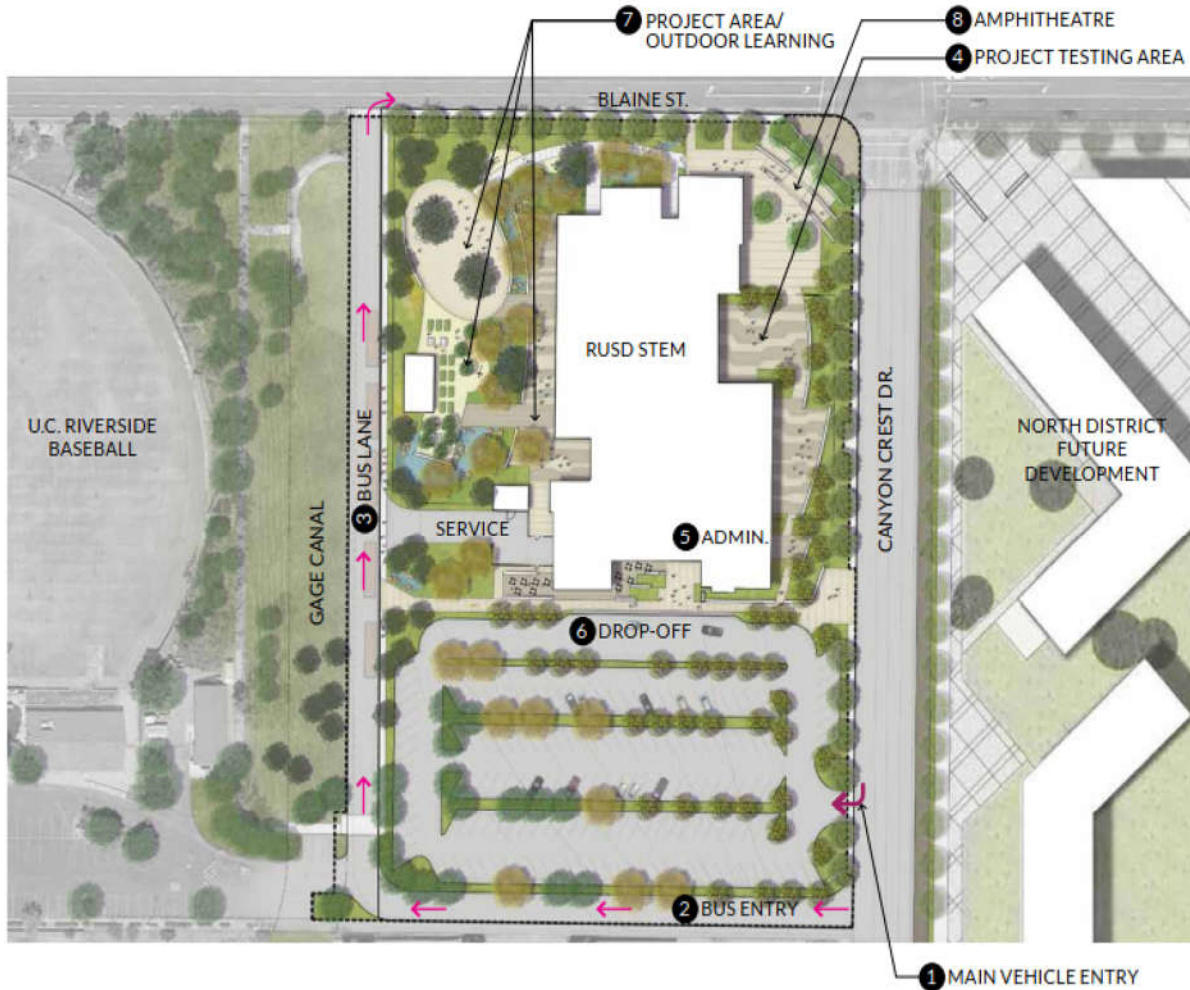 7 PROJECT AREA/
OUTDOOR LEARNING
8 AMPHITHEATRE
4 PROJECT TESTING AREA
BLAINE ST.
RUSD STEM
U.C. RIVERSIDE
BASEBALL
GAGE CANAL
3 BUS LANE
CANYON CREST DR.
NORTH DISTRICT
FUTURE
DEVELOPMENT
SERVICE
5 ADMIN.
6 DROP-OFF
2 BUS ENTRY
1 MAIN VEHICLE ENTRY